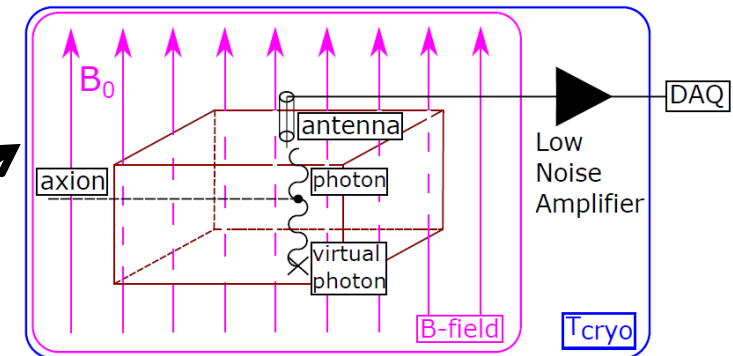 B₀
DAQ
antenna
Low
Noise
Amplifier
axion
photon
virtual
photon
B-field
Tcryo